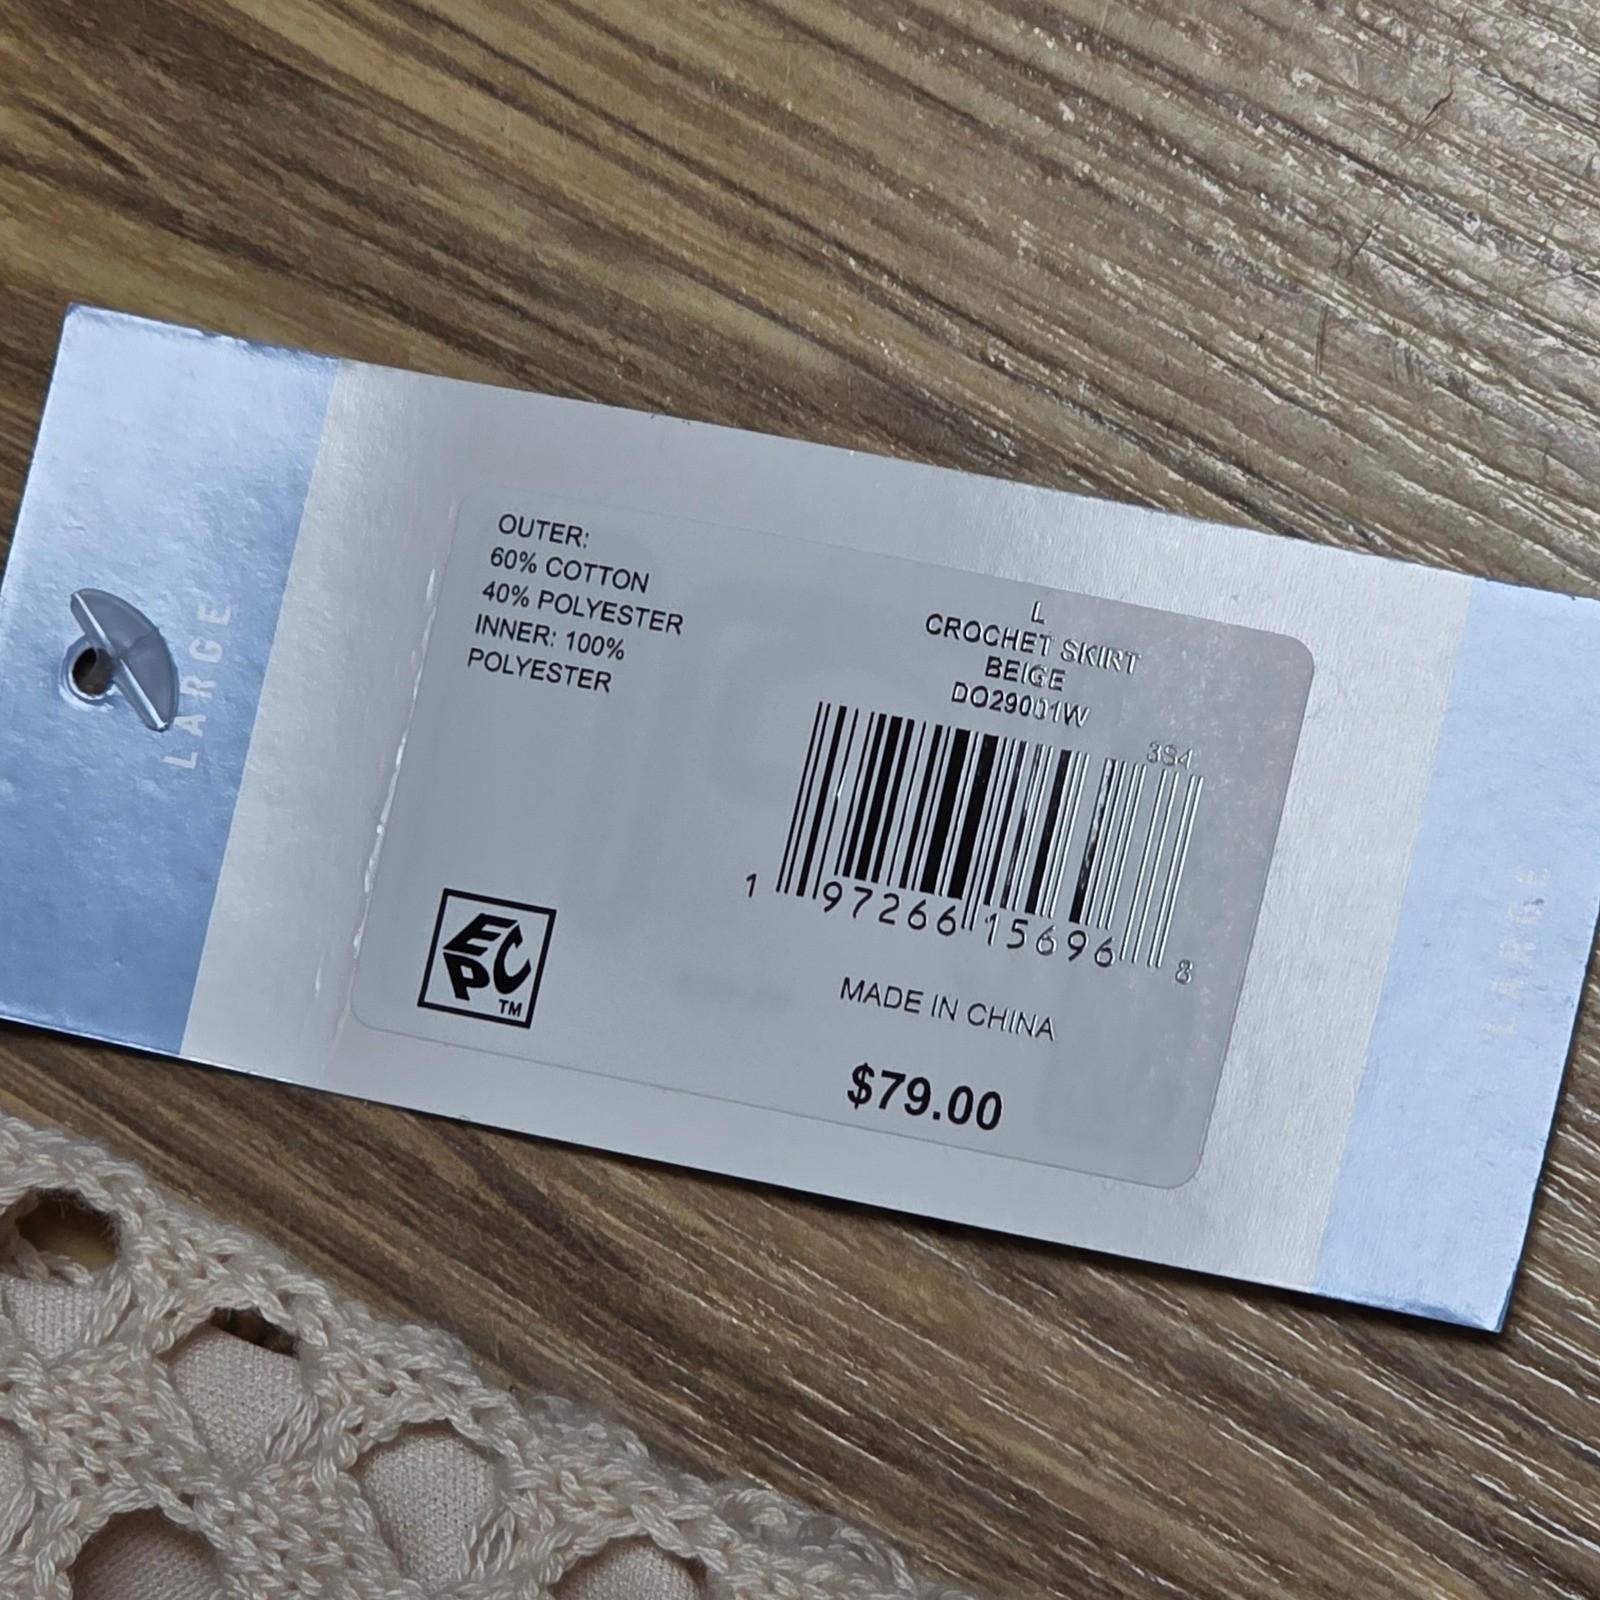 LARGE
OUTER:
60% COTTON
40% POLYESTER
INNER: 100%
POLYESTER
EPC
TM
L
CROCHET SKIRT
BEIGE
DO29001W
384
1 97266 15696 8
MADE IN CHINA
$79.00
LARGE